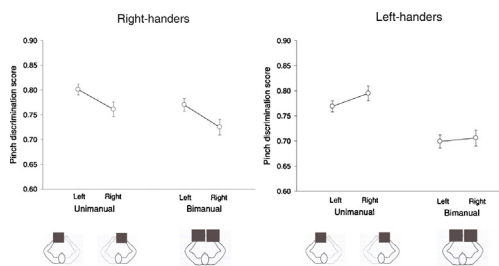 Right-handers
Left-handers
Pinch discrimination score
0.90
0.85
0.80
0.75
0.70
0.65
0.60
Left Right
Unimanual
Left Right
Bimanual
Pinch discrimination score
0.90
0.85
0.80
0.75
0.70
0.65
0.60
Left Right
Unimanual
Left Right
Bimanual